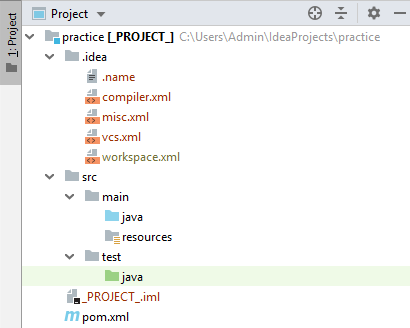 1: Project
Project
practice [_PROJECT_] C:\Users\Admin\IdeaProjects\practice
.idea
.name
compiler.xml
misc.xml
vcs.xml
workspace.xml
src
main
java
resources
test
java
_PROJECT_.iml
pom.xml